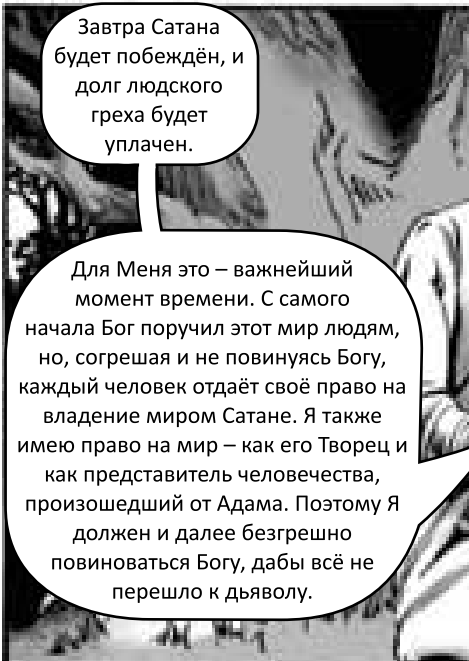 Завтра Сатана
будет побеждён, и
долг людского
греха будет
уплачен.
Для Меня это – важнейший
момент времени. С самого
начала Бог поручил этот мир людям,
но, согрешая и не повинуясь Богу,
каждый человек отдаёт своё право на
владение миром Сатане. Я также
имею право на мир – как его Творец и
как представитель человечества,
произошедший от Адама. Поэтому Я
должен и далее безгрешно
повиноваться Богу, дабы всё не
перешло к дьяволу.